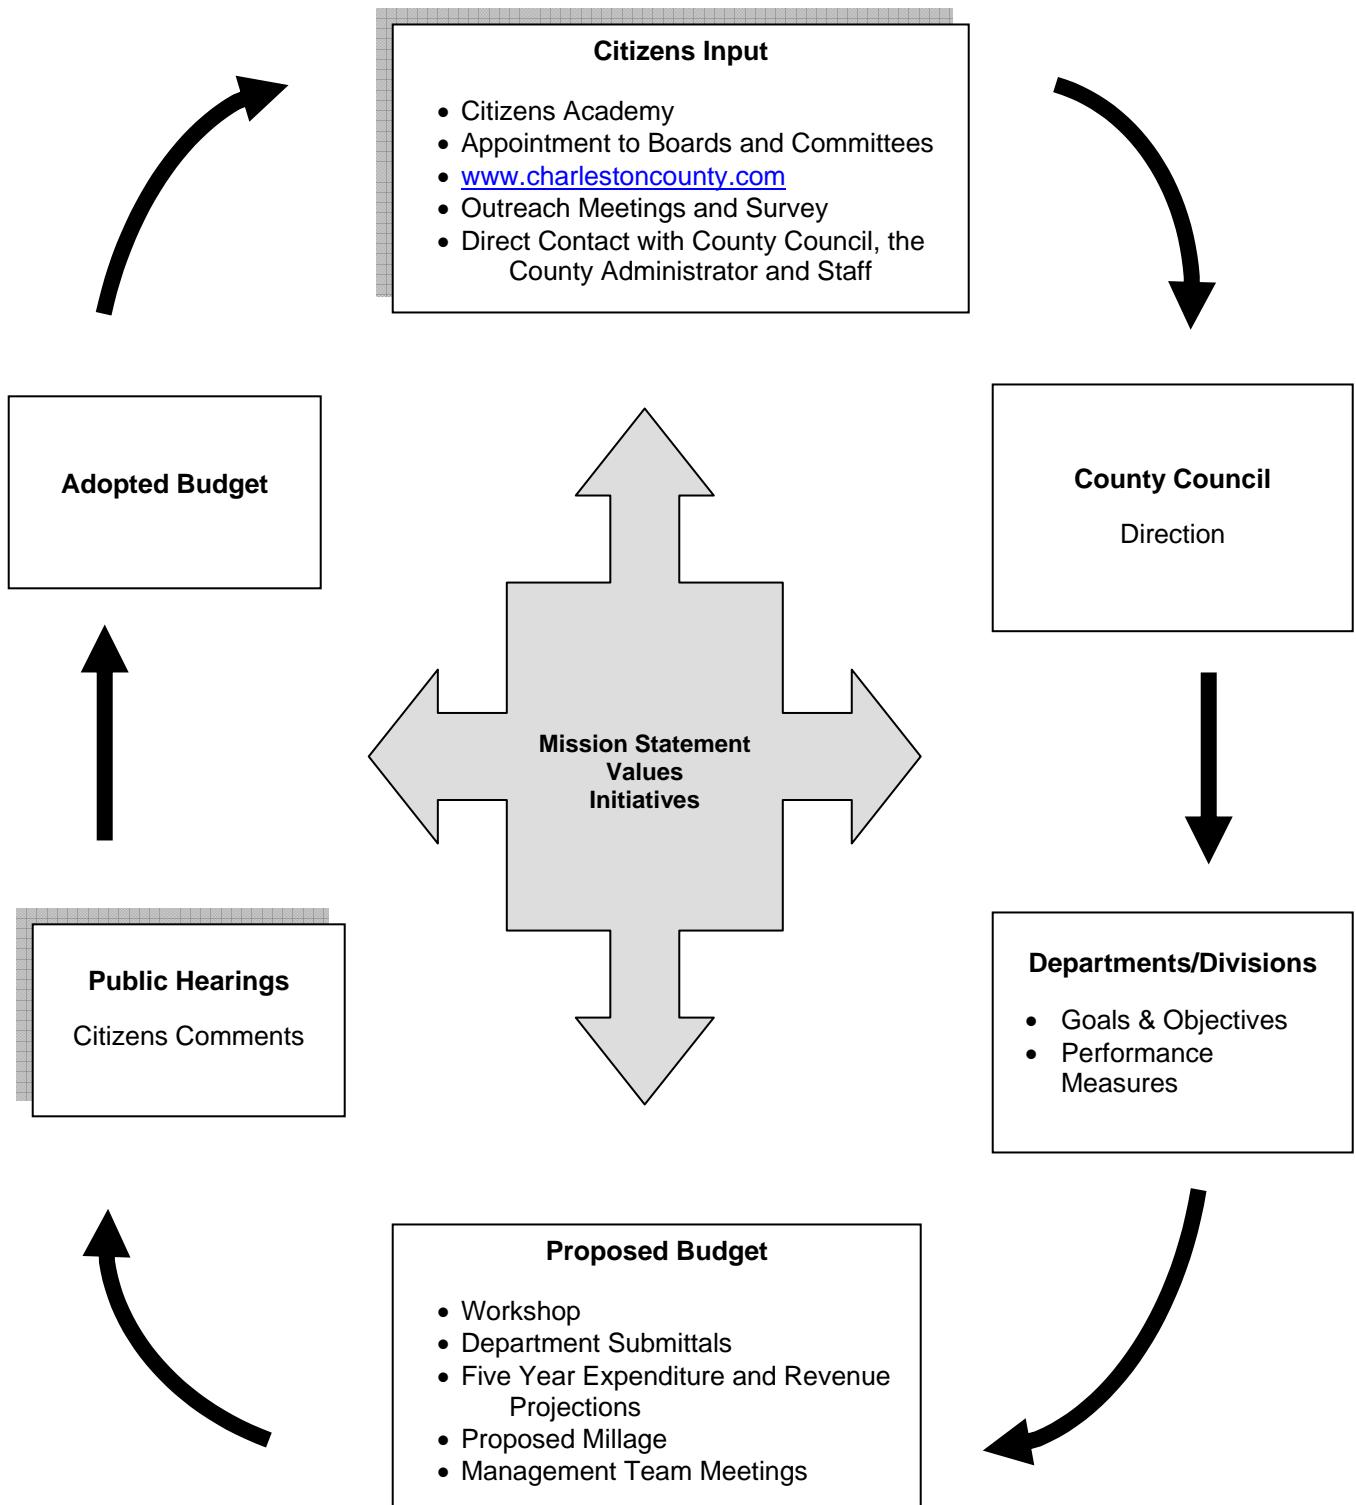 Citizens Input
• Citizens Academy
• Appointment to Boards and Committees
• www.charlestoncounty.com
• Outreach Meetings and Survey
• Direct Contact with County Council, the
County Administrator and Staff
County Council
Direction
Departments/Divisions
• Goals & Objectives
• Performance
Measures
Proposed Budget
• Workshop
• Department Submittals
• Five Year Expenditure and Revenue
Projections
• Proposed Millage
• Management Team Meetings
Public Hearings
Citizens Comments
Adopted Budget
Mission Statement
Values
Initiatives